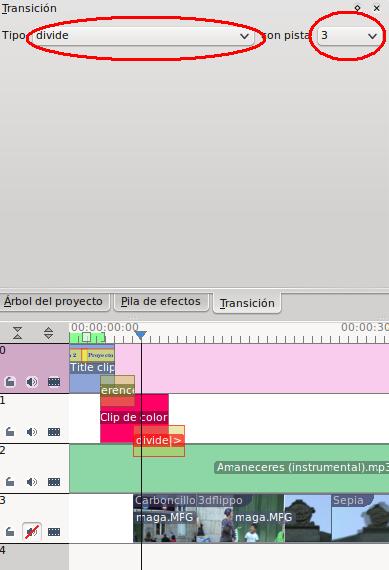 Transición
Tipo divide con pista 3
Árbol del proyecto Pila de efectos Transición
00:00:00:00 00:00:30
0
2 Proyecto
Title clip
erence
1
Clip de color
divide|>
2
Amaneceres (instrumental).mp3
3
Carboncillo 3dflippo Sepia
maga.MPG maga.MPG
4